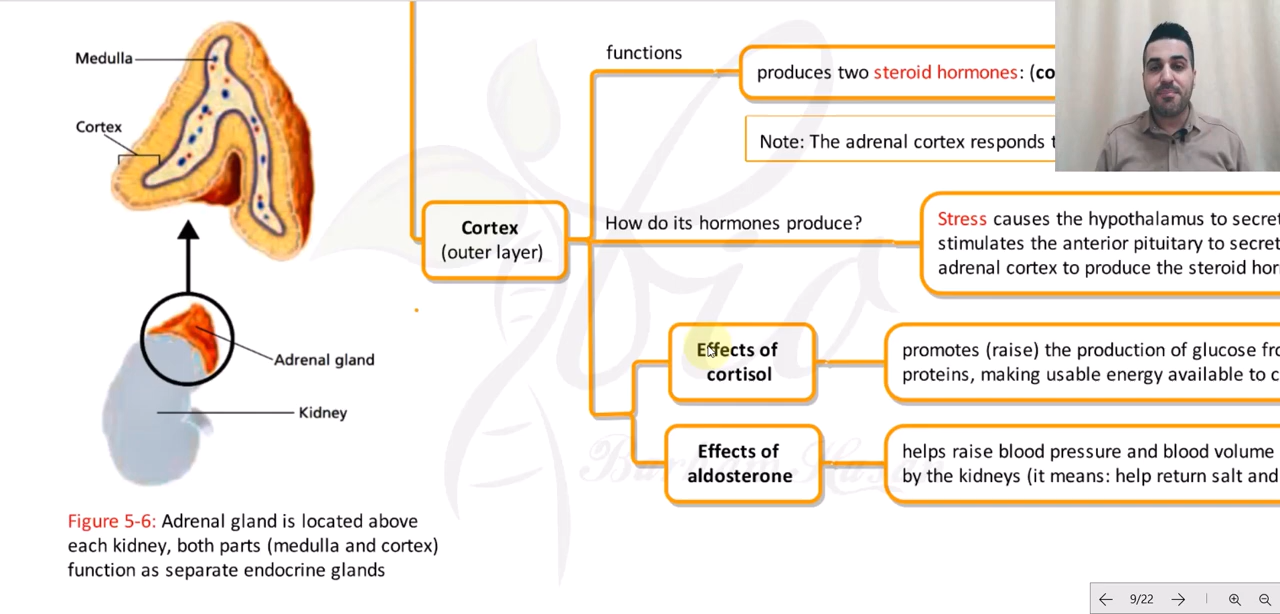 Medulla
Cortex
Adrenal gland
Kidney
Figure 5-6: Adrenal gland is located above
each kidney, both parts (medulla and cortex)
function as separate endocrine glands
Cortex
(outer layer)
functions
produces two steroid hormones: (co
Note: The adrenal cortex responds t
How do its hormones produce?
Stress causes the hypothalamus to secret
stimulates the anterior pituitary to secret
adrenal cortex to produce the steroid hor
Effects of
cortisol
promotes (raise) the production of glucose fro
proteins, making usable energy available to c
Effects of
aldosterone
helps raise blood pressure and blood volume
by the kidneys (it means: help return salt and
bio
9/22